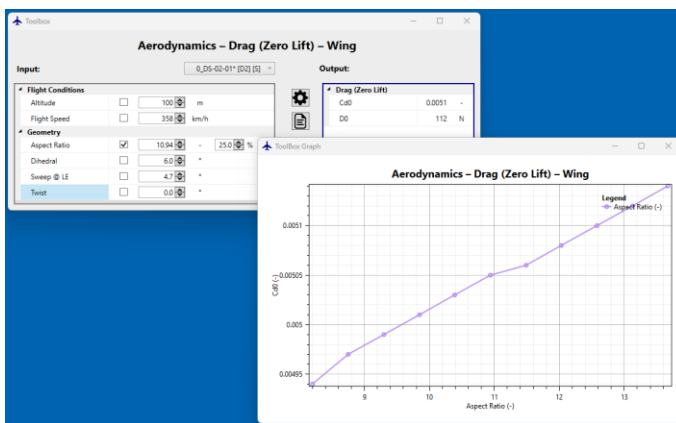 Toolbox
Aerodynamics – Drag (Zero Lift) – Wing
Input: 0_DS-02-01* [D2] [S] Output:
Flight Conditions
Altitude 100 m
Flight Speed 358 km/h
Geometry
Aspect Ratio 10.94 - 25.0 %
Dihedral 6.0 °
Sweep @ LE 4.7 °
Twist 0.0 °
Drag (Zero Lift)
Cd0 0.0051 -
D0 112 N
ToolBox Graph
Aerodynamics – Drag (Zero Lift) – Wing
Legend
Aspect Ratio (-)
0.0051
0.00505
0.005
0.00495
Cd0 (-)
9 10 11 12 13
Aspect Ratio (-)